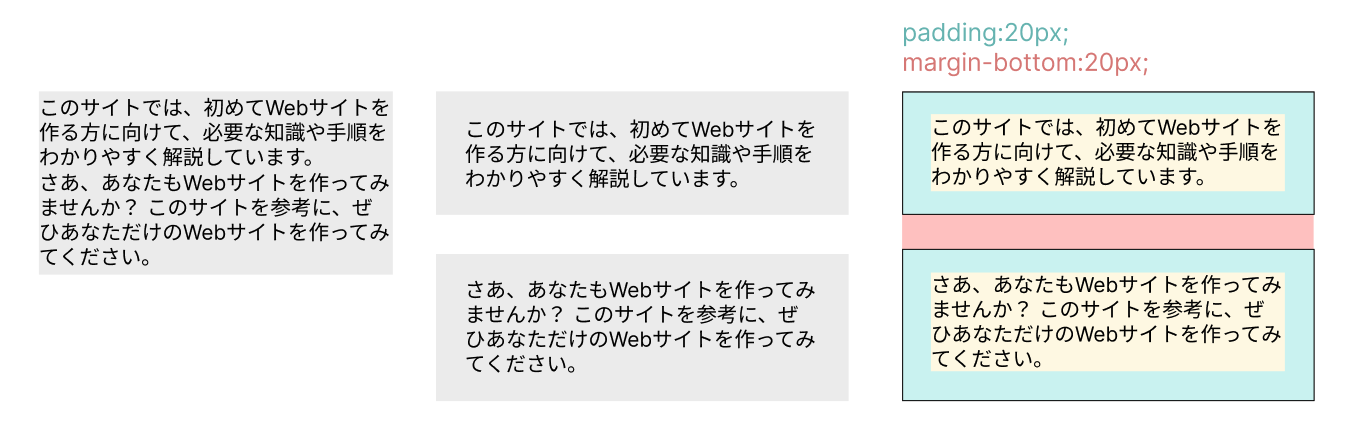 このサイトでは、初めてWebサイトを
作る方に向けて、必要な知識や手順を
わかりやすく解説しています。
さあ、あなたもWebサイトを作ってみ
ませんか？ このサイトを参考に、ぜ
ひあなただけのWebサイトを作ってみ
てください。
このサイトでは、初めてWebサイトを
作る方に向けて、必要な知識や手順を
わかりやすく解説しています。
さあ、あなたもWebサイトを作ってみ
ませんか？ このサイトを参考に、ぜ
ひあなただけのWebサイトを作ってみ
てください。
padding:20px;
margin-bottom:20px;
このサイトでは、初めてWebサイトを
作る方に向けて、必要な知識や手順を
わかりやすく解説しています。
さあ、あなたもWebサイトを作ってみ
ませんか？ このサイトを参考に、ぜ
ひあなただけのWebサイトを作ってみ
てください。